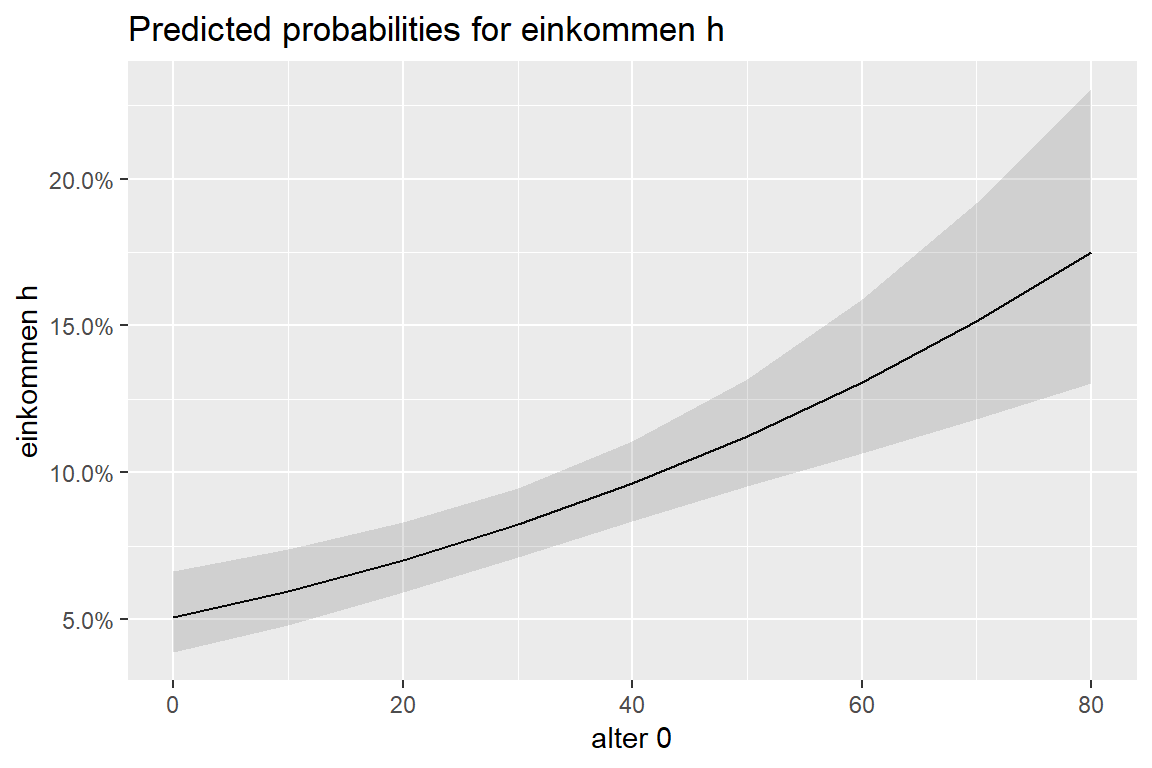 Predicted probabilities for einkommen h
einkommen h
20.0%
15.0%
10.0%
5.0%
0 20 40 60 80
alter 0